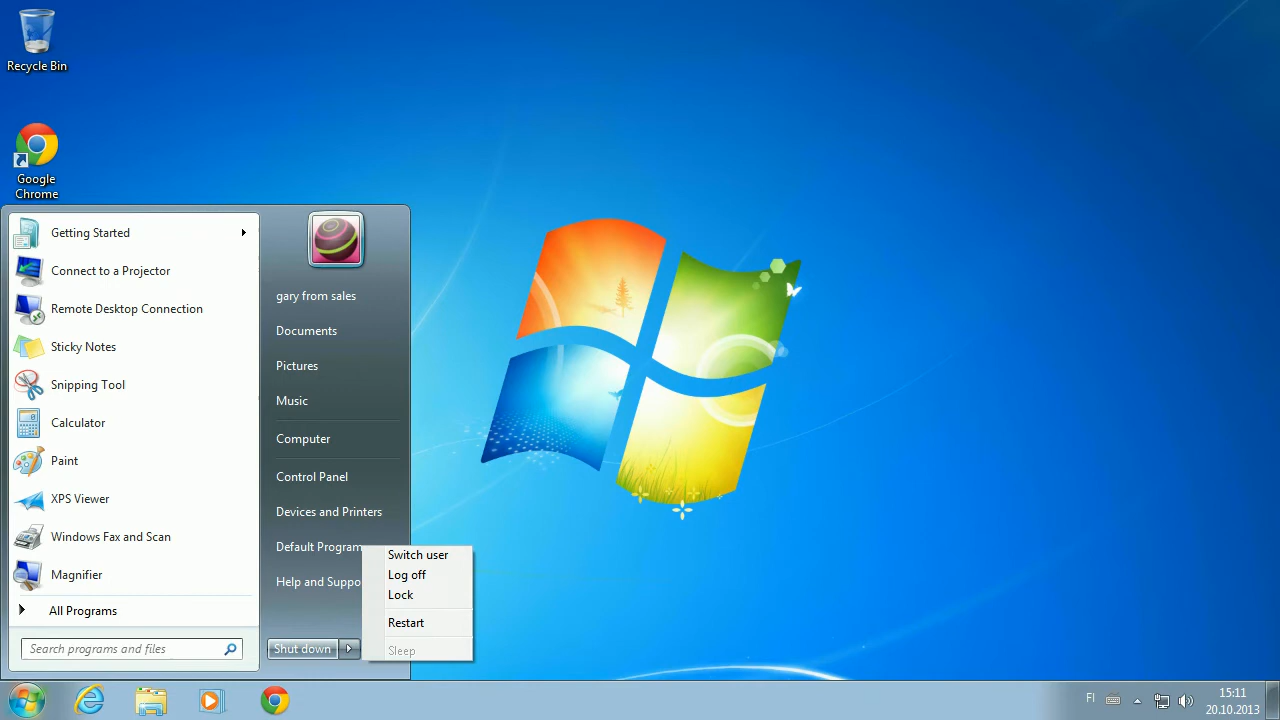 Recycle Bin
Google
Chrome
Getting Started
Connect to a Projector
Remote Desktop Connection
Sticky Notes
Snipping Tool
Calculator
Paint
XPS Viewer
Windows Fax and Scan
Magnifier
All Programs
Search programs and files
gary from sales
Documents
Pictures
Music
Computer
Control Panel
Devices and Printers
Default Program
Help and Suppo
Shut down
Switch user
Log off
Lock
Restart
Sleep
FI
15:11
20.10.2013